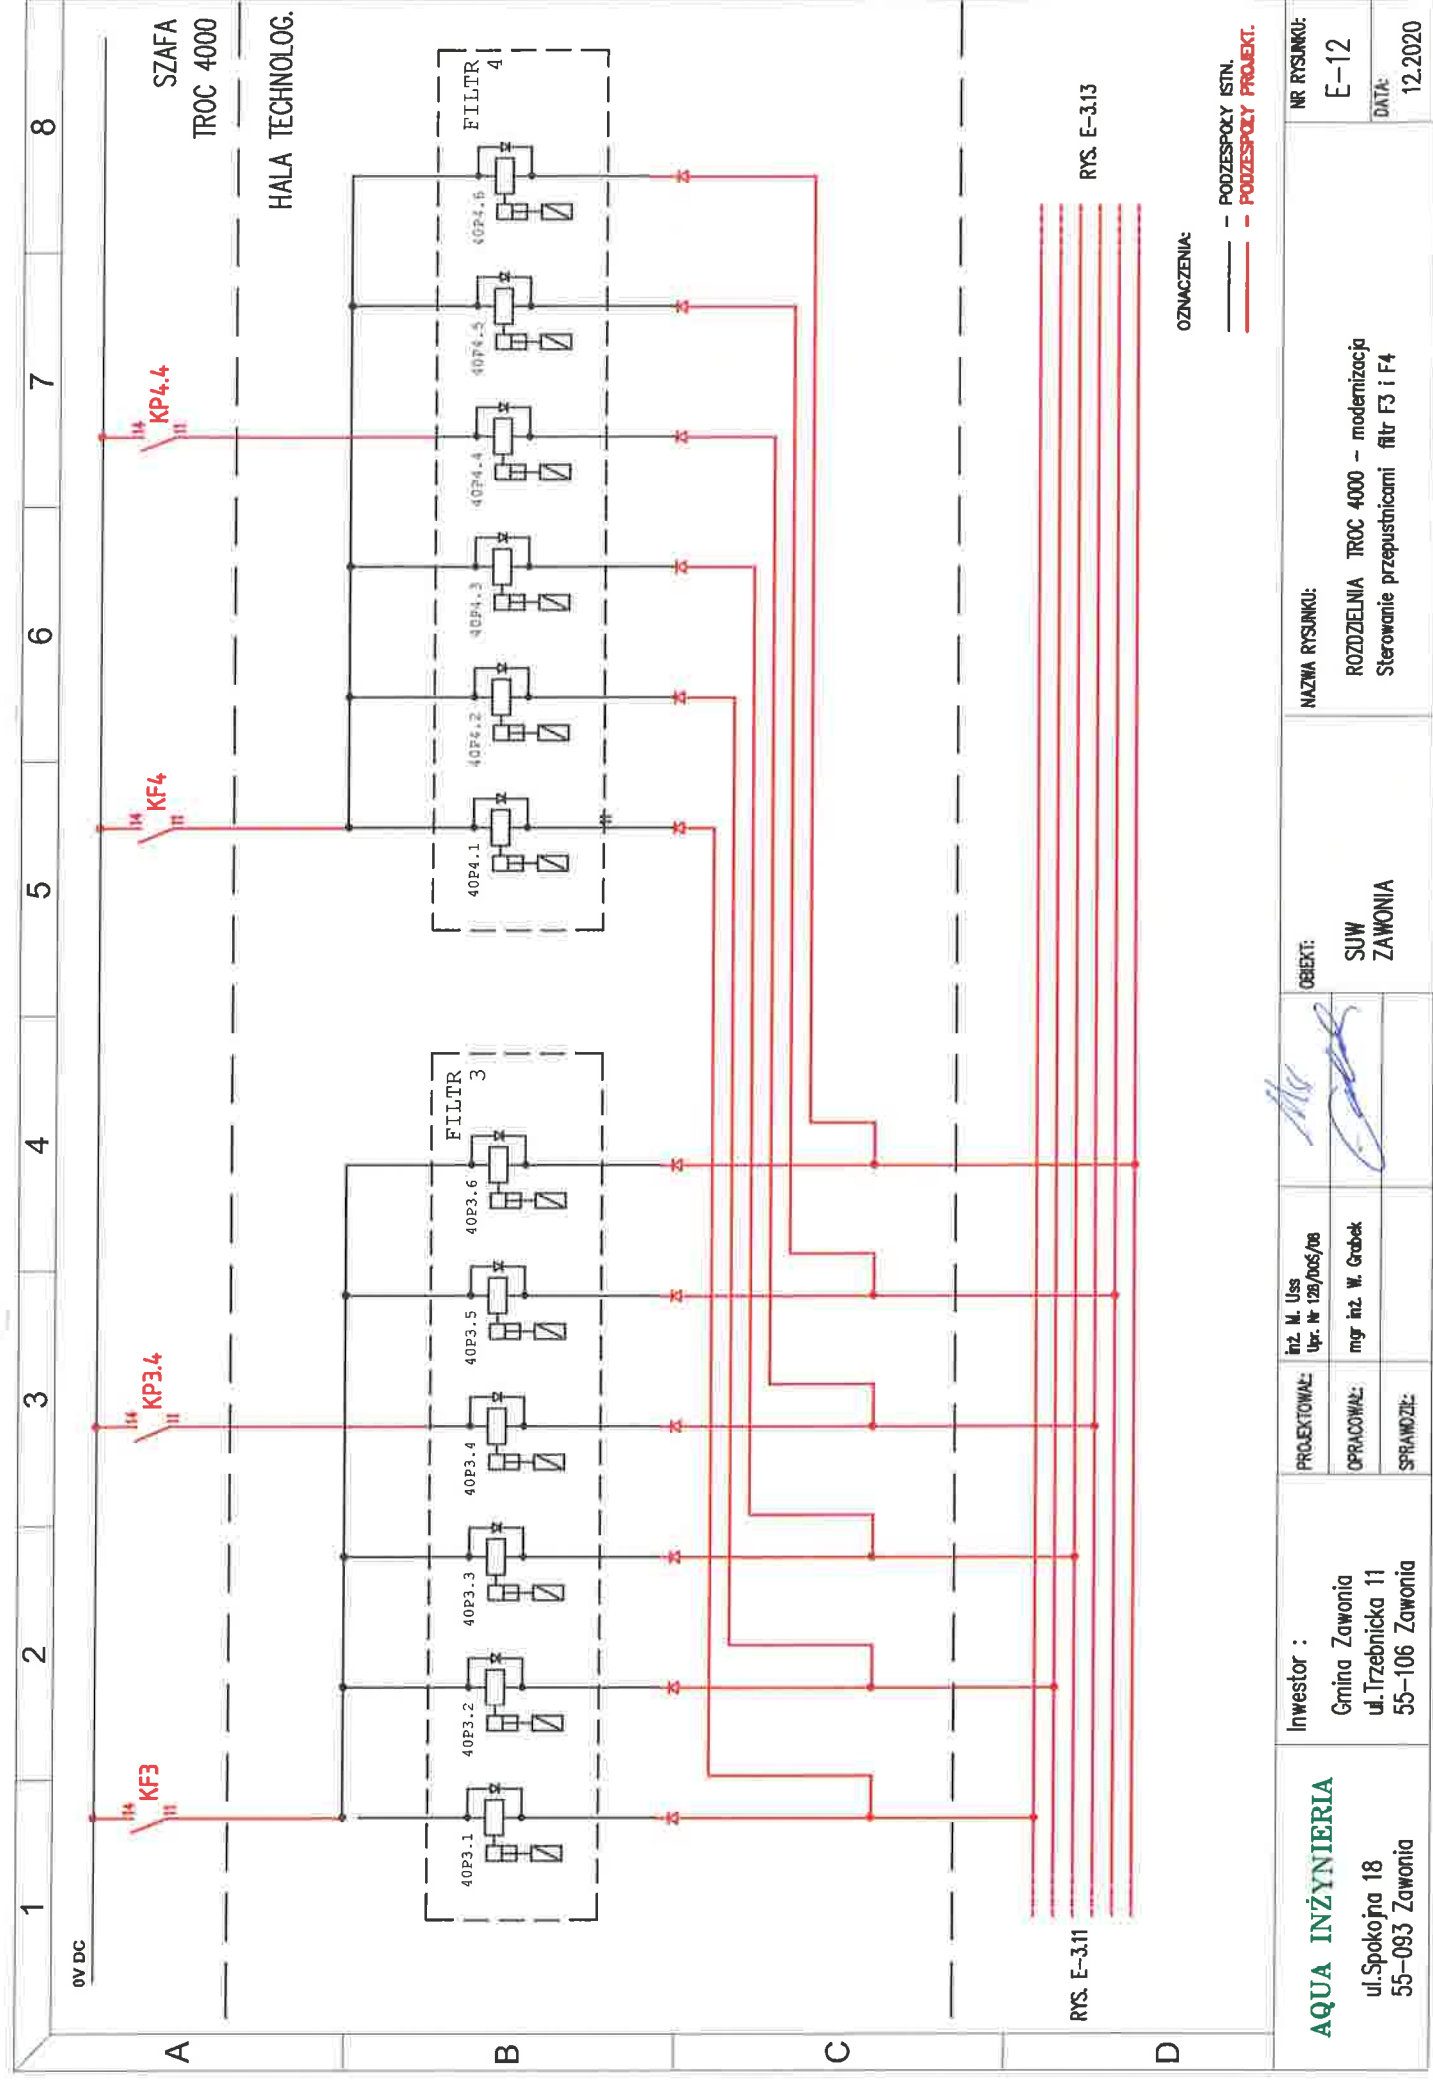 1
2
3
4
5
6
7
8
A
B
C
D
0V DC
SZAFA
TROC 4000
HALA TECHNOLOG.
14
KF3
11
14
KP3.4
11
14
KF4
11
14
KP4.4
11
FILTR
3
40P3.1
40P3.2
40P3.3
40P3.4
40P3.5
40P3.6
FILTR
4
40P4.1
40P4.2
40P4.3
40P4.4
40P4.5
40P4.6
RYS. E-3.11
RYS. E-3.13
OZNACZENIA:
- PODZESPOŁY ISTN.
- PODZESPOŁY PROJEKT.
AQUA INŻYNIERIA
ul.Spokojna 18
55-093 Zawonia
Inwestor :
Gmina Zawonia
ul.Trzebnicka 11
55-106 Zawonia
PROJEKTOWAŁ:
inż. M. Uss
Upr. Nr 128/DOŚ/08
OPRACOWAŁ:
mgr inż. W. Grabek
SPRAWDZIŁ:
OBIEKT:
SUW
ZAWONIA
NAZWA RYSUNKU:
ROZDZIELNIA TROC 4000 - modernizacja
Sterowanie przepustnicami filtr F3 i F4
NR RYSUNKU:
E-12
DATA:
12.2020